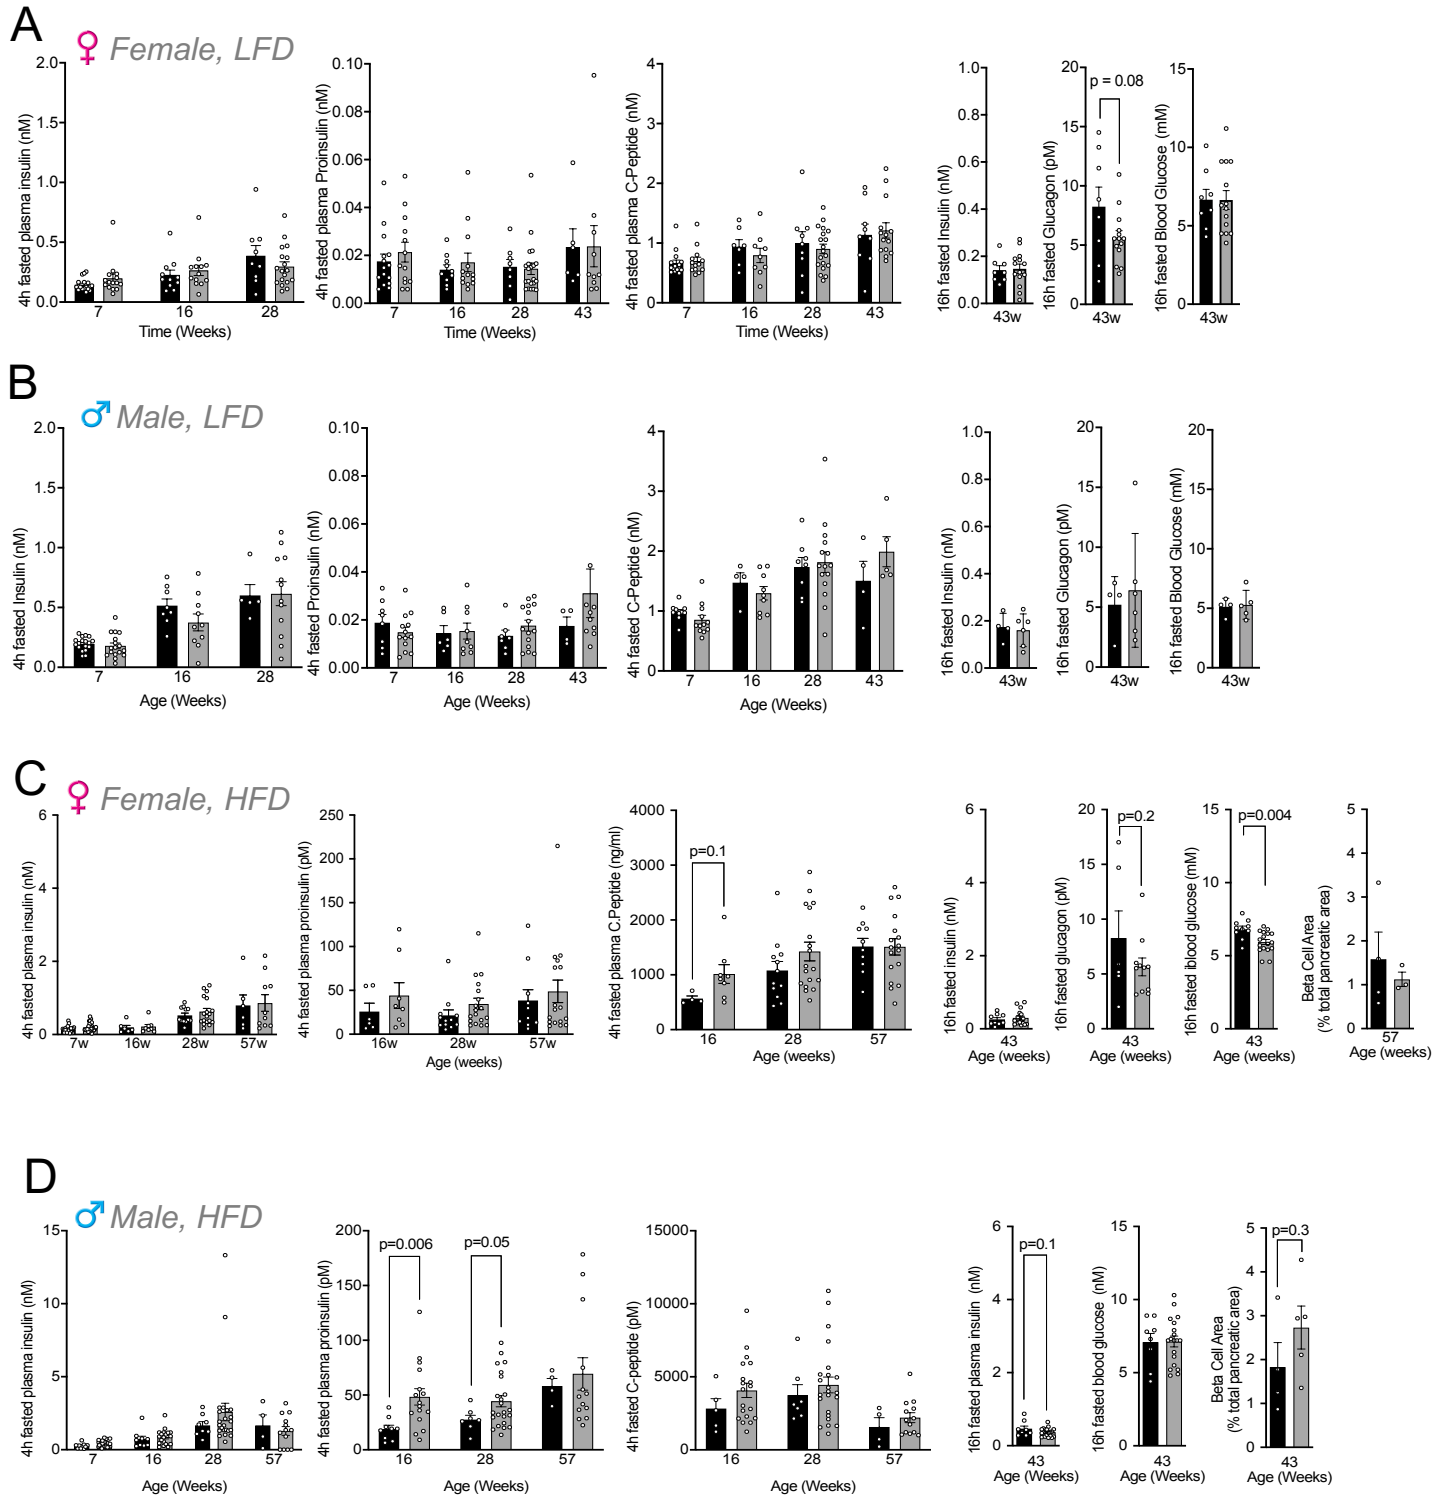 A
♀ Female, LFD
4h fasted plasma insulin (nM)
2.0
1.5
1.0
0.5
0.0
7 16 28
Time (Weeks)
4h fasted plasma Proinsulin (nM)
0.10
0.08
0.06
0.04
0.02
0.00
7 16 28 43
Time (Weeks)
4h fasted plasma C-Peptide (nM)
4
3
2
1
0
7 16 28 43
Time (Weeks)
16h fasted Insulin (nM)
1.0
0.8
0.6
0.4
0.2
0.0
43w
16h fasted Glucagon (pM)
20
15
10
5
0
p = 0.08
43w
16h fasted Blood Glucose (mM)
15
10
5
0
43w
B
♂ Male, LFD
4h fasted Insulin (nM)
2.0
1.5
1.0
0.5
0.0
7 16 28
Age (Weeks)
4h fasted Proinsulin (nM)
0.10
0.08
0.06
0.04
0.02
0.00
7 16 28 43
Age (Weeks)
4h fasted C-Peptide (nM)
4
3
2
1
0
7 16 28 43
Age (Weeks)
16h fasted Insulin (nM)
1.0
0.8
0.6
0.4
0.2
0.0
43w
16h fasted Glucagon (pM)
20
15
10
5
0
43w
16h fasted Blood Glucose (mM)
20
15
10
5
0
43w
C
♀ Female, HFD
4h fasted plasma insulin (nM)
6
4
2
0
7w 16w 28w 57w
Age (weeks)
4h fasted plasma proinsulin (pM)
250
200
150
100
50
0
16w 28w 57w
Age (weeks)
4h fasted plasma C.Peptide (ng/ml)
4000
3000
2000
1000
0
p=0.1
16 28 57
Age (weeks)
16h fasted insulin (nM)
6
4
2
0
43
Age (Weeks)
16h fasted glucagon (pM)
20
15
10
5
0
p=0.2
43
Age (Weeks)
16h fasted iblood glucose (mM)
15
10
5
0
p=0.004
43
Age (Weeks)
Beta Cell Area
(% total pancreatic area)
5
4
3
2
1
0
57
Age (Weeks)
D
♂ Male, HFD
4h fasted plasma insulin (nM)
15
10
5
0
7 16 28 57
Age (Weeks)
4h fasted plasma proinsulin (pM)
200
150
100
50
0
p=0.006
p=0.05
16 28 57
Age (Weeks)
4h fasted C-peptide (pM)
15000
10000
5000
0
16 28 57
Age (Weeks)
16h fasted plasma insulin (nM)
6
4
2
0
p=0.1
43
Age (Weeks)
16h fasted blood glucose (nM)
15
10
5
0
43
Age (Weeks)
Beta Cell Area
(% total pancreatic area)
5
4
3
2
1
0
p=0.3
43
Age (Weeks)